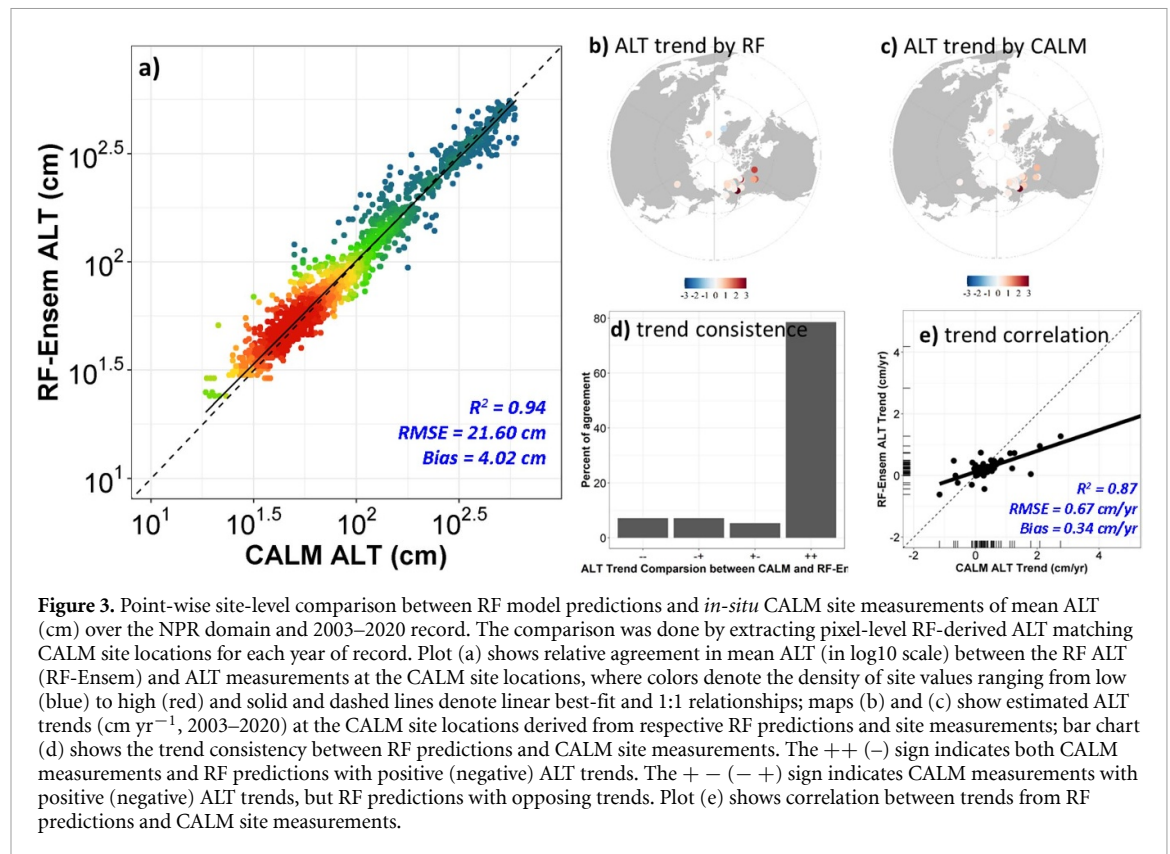 a)
RF-Ensem ALT (cm)
10^2.5
10^2
10^1.5
10^1
R² = 0.94
RMSE = 21.60 cm
Bias = 4.02 cm
10^1 10^1.5 10^2 10^2.5
CALM ALT (cm)
b) ALT trend by RF
-3 -2 -1 0 1 2 3
c) ALT trend by CALM
-3 -2 -1 0 1 2 3
d) trend consistence
Percent of agreement
80
60
40
20
0
-- -+ +- ++
ALT Trend Comparsion between CALM and RF-Er
e) trend correlation
RF-Ensem ALT Trend (cm/yr)
4
2
0
-2
R² = 0.87
RMSE = 0.67 cm/yr
Bias = 0.34 cm/yr
-2 0 2 4
CALM ALT Trend (cm/yr)
Figure 3. Point-wise site-level comparison between RF model predictions and in-situ CALM site measurements of mean ALT
(cm) over the NPR domain and 2003–2020 record. The comparison was done by extracting pixel-level RF-derived ALT matching
CALM site locations for each year of record. Plot (a) shows relative agreement in mean ALT (in log10 scale) between the RF ALT
(RF-Ensem) and ALT measurements at the CALM site locations, where colors denote the density of site values ranging from low
(blue) to high (red) and solid and dashed lines denote linear best-fit and 1:1 relationships; maps (b) and (c) show estimated ALT
trends (cm yr⁻¹, 2003–2020) at the CALM site locations derived from respective RF predictions and site measurements; bar chart
(d) shows the trend consistency between RF predictions and CALM site measurements. The ++ (–) sign indicates both CALM
measurements and RF predictions with positive (negative) ALT trends. The + − (− +) sign indicates CALM measurements with
positive (negative) ALT trends, but RF predictions with opposing trends. Plot (e) shows correlation between trends from RF
predictions and CALM site measurements.